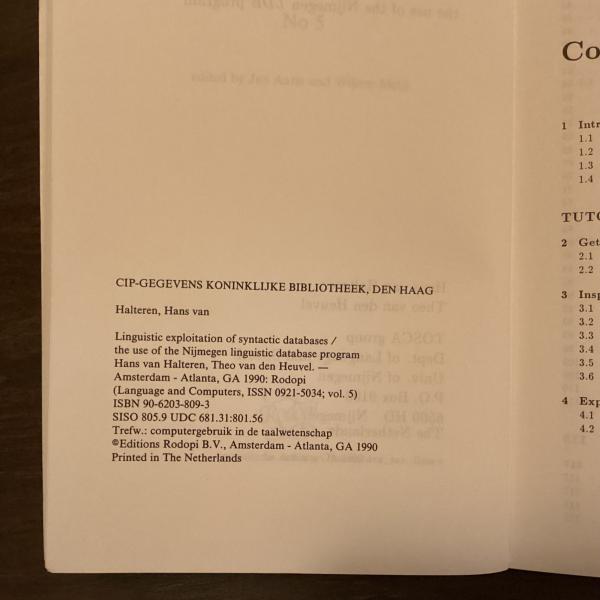 No 5
CIP-GEGEVENS KONINKLIJKE BIBLIOTHEEK, DEN HAAG
Halteren, Hans van
Linguistic exploitation of syntactic databases /
the use of the Nijmegen linguistic database program
Hans van Halteren, Theo van den Heuvel. —
Amsterdam - Atlanta, GA 1990: Rodopi
(Language and Computers, ISSN 0921-5034; vol. 5)
ISBN 90-6203-809-3
SISO 805.9 UDC 681.31:801.56
Trefw.: computergebruik in de taalwetenschap
©Editions Rodopi B.V., Amsterdam - Atlanta, GA 1990
Printed in The Netherlands
Co
1 Intr
1.1
1.2
1.3
1.4
TUTO
2 Get
2.1
2.2
3 Insp
3.1
3.2
3.3
3.4
3.5
3.6
4 Exp
4.1
4.2